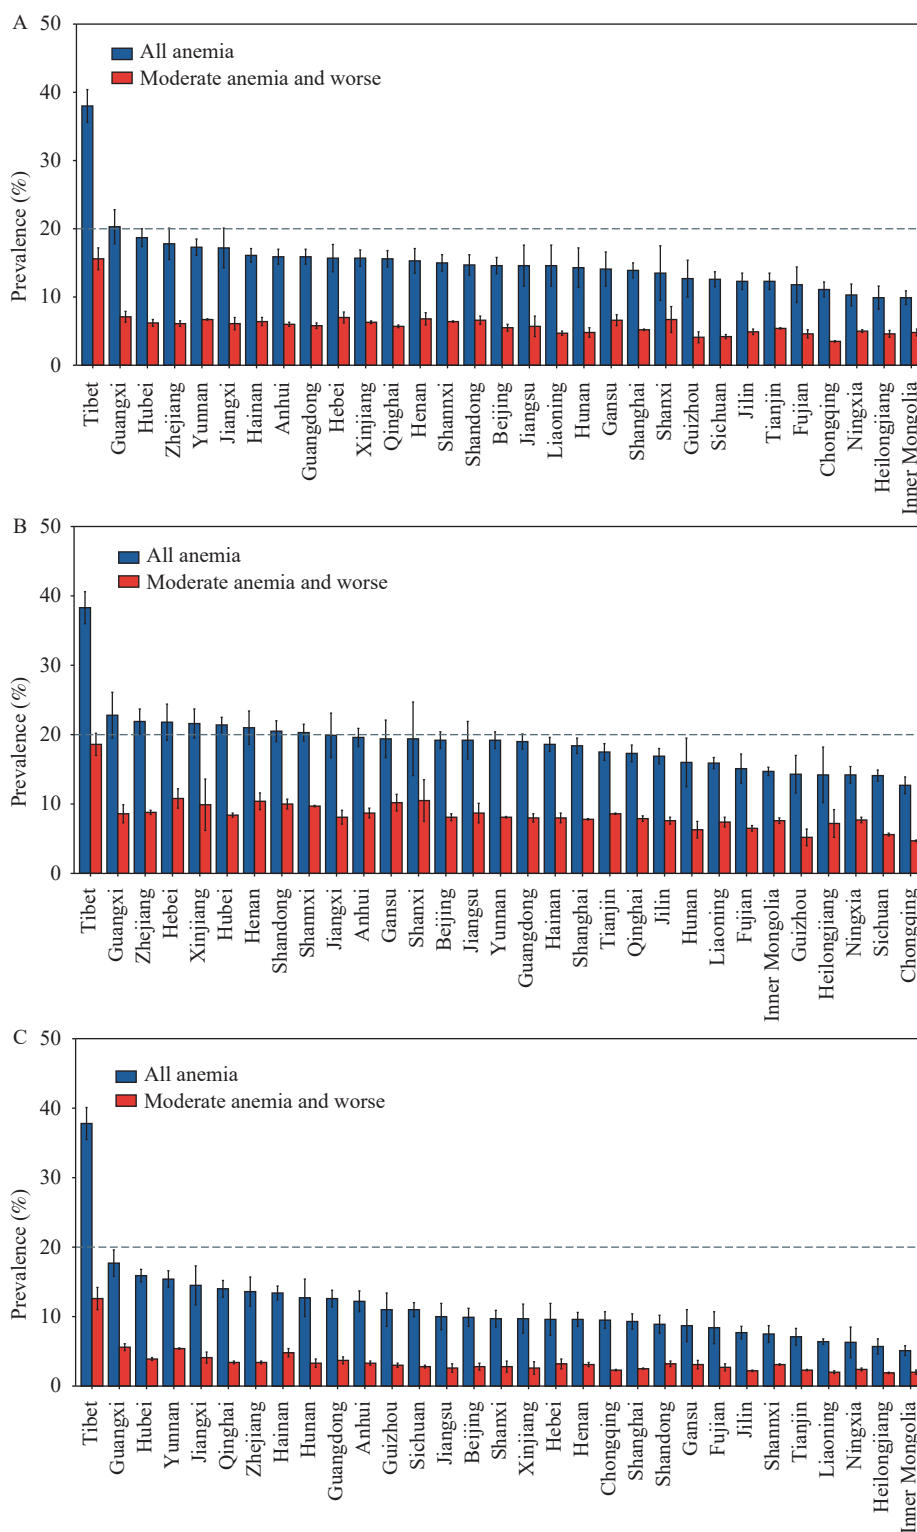 A
50
40
30
20
10
0
Prevalence (%)
All anemia
Moderate anemia and worse
Tibet
Guangxi
Hubei
Zhejiang
Yunnan
Jiangxi
Hainan
Anhui
Guangdong
Hebei
Xinjiang
Qinghai
Henan
Shannxi
Shandong
Beijing
Jiangsu
Liaoning
Hunan
Gansu
Shanghai
Shanxi
Guizhou
Sichuan
Jilin
Tianjin
Fujian
Chongqing
Ningxia
Heilongjiang
Inner Mongolia
B
50
40
30
20
10
0
Prevalence (%)
All anemia
Moderate anemia and worse
Tibet
Guangxi
Zhejiang
Hebei
Xinjiang
Hubei
Henan
Shandong
Shannxi
Jiangxi
Anhui
Gansu
Shanxi
Beijing
Jiangsu
Yunnan
Guangdong
Hainan
Shanghai
Tianjin
Qinghai
Jilin
Hunan
Liaoning
Fujian
Inner Mongolia
Guizhou
Heilongjiang
Ningxia
Sichuan
Chongqing
C
50
40
30
20
10
0
Prevalence (%)
All anemia
Moderate anemia and worse
Tibet
Guangxi
Hubei
Yunnan
Jiangxi
Qinghai
Zhejiang
Hainan
Hunan
Guangdong
Anhui
Guizhou
Sichuan
Jiangsu
Beijing
Shanxi
Xinjiang
Hebei
Henan
Chongqing
Shanghai
Shandong
Gansu
Fujian
Jilin
Shannxi
Tianjin
Liaoning
Ningxia
Heilongjiang
Inner Mongolia